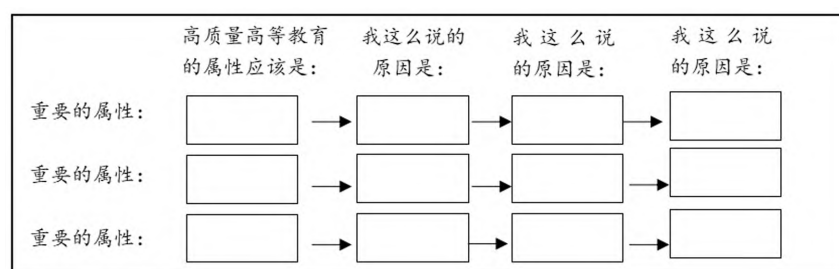 高质量高等教育 我这么说的 我这么说 我这么说
的属性应该是： 原因是： 的原因是： 的原因是：
重要的属性：
重要的属性：
重要的属性：